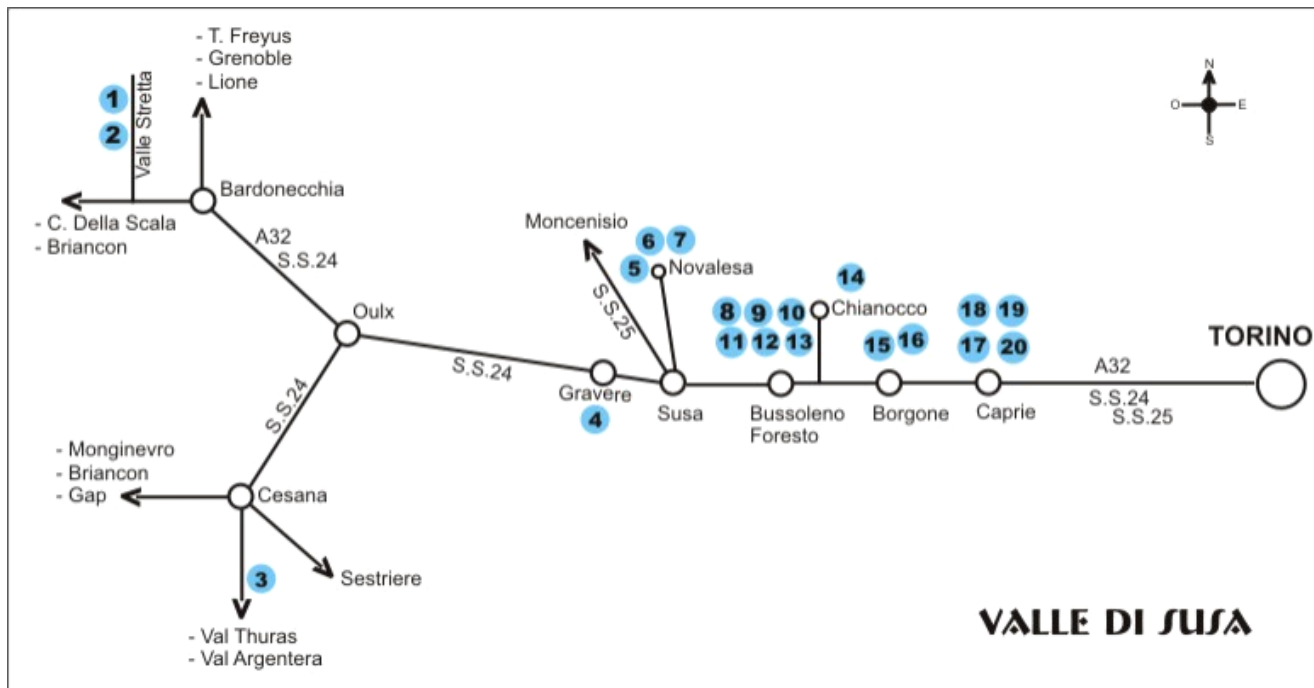 - T. Freyus
- Grenoble
- Lione
1
2
Valle Stretta
N
O
E
S
Bardonecchia
- C. Della Scala
- Briancon
A32
S.S.24
Moncenisio
S.S.25
6
7
5
Novalesa
14
Chianocco
8
9
10
11
12
13
15
16
18
19
17
20
TORINO
Oulx
S.S.24
S.S.24
Gravere
4
Susa
Bussoleno
Foresto
Borgone
Caprie
A32
S.S.24
S.S.25
- Monginevro
- Briancon
- Gap
Cesana
3
Sestriere
- Val Thuras
- Val Argentera
VALLE DI SUSA